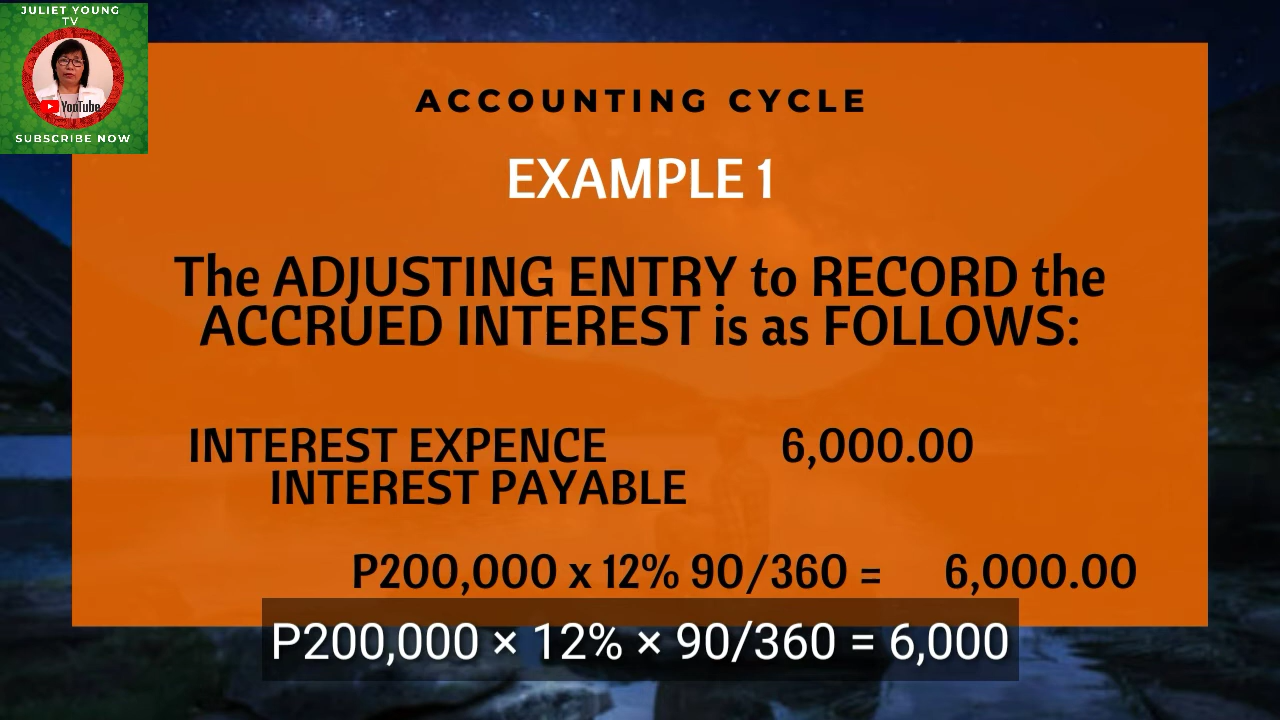 JULIET YOUNG
TV
YouTube
SUBSCRIBE NOW
ACCOUNTING CYCLE
EXAMPLE 1
The ADJUSTING ENTRY to RECORD the
ACCRUED INTEREST is as FOLLOWS:
INTEREST EXPENCE 6,000.00
INTEREST PAYABLE
P200,000 x 12% 90/360 = 6,000.00
P200,000 × 12% × 90/360 = 6,000